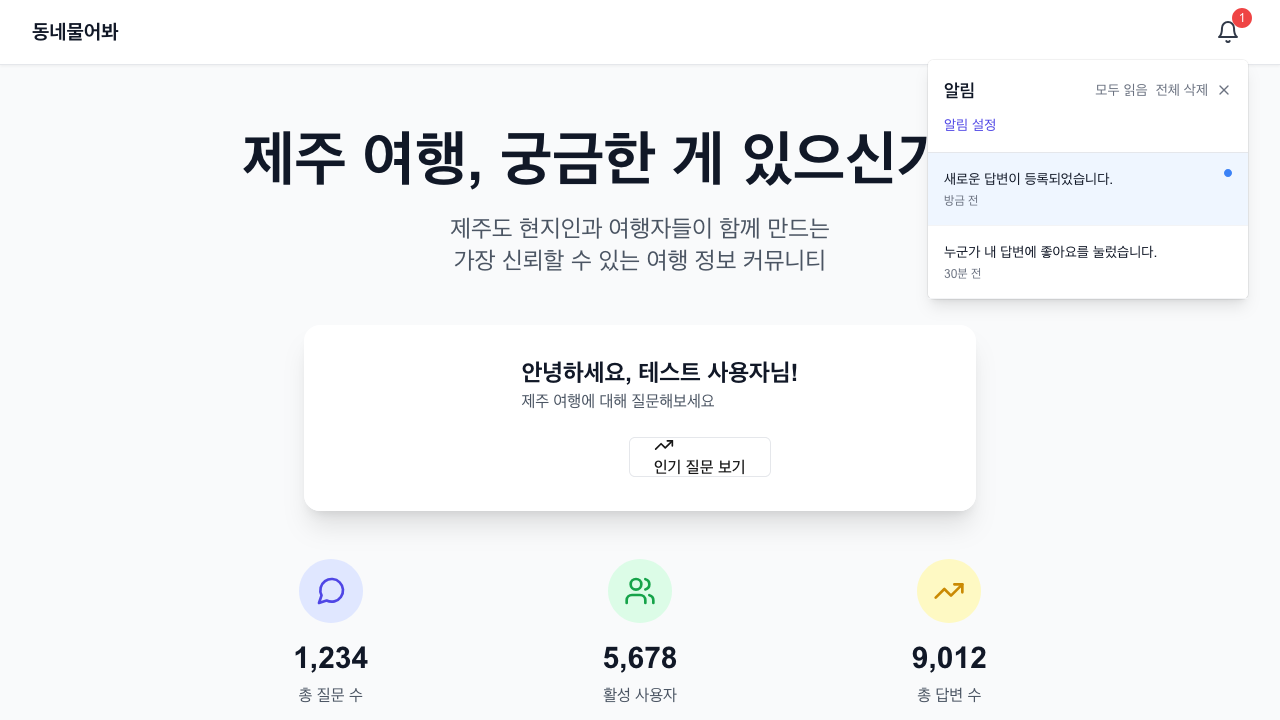 동네물어봐
1
알림
모두 읽음 전체 삭제
알림 설정
새로운 답변이 등록되었습니다.
방금 전
누군가 내 답변에 좋아요를 눌렀습니다.
30분 전
제주 여행, 궁금한 게 있으신
제주도 현지인과 여행자들이 함께 만드는
가장 신뢰할 수 있는 여행 정보 커뮤니티
안녕하세요, 테스트 사용자님!
제주 여행에 대해 질문해보세요
인기 질문 보기
1,234
총 질문 수
5,678
활성 사용자
9,012
총 답변 수